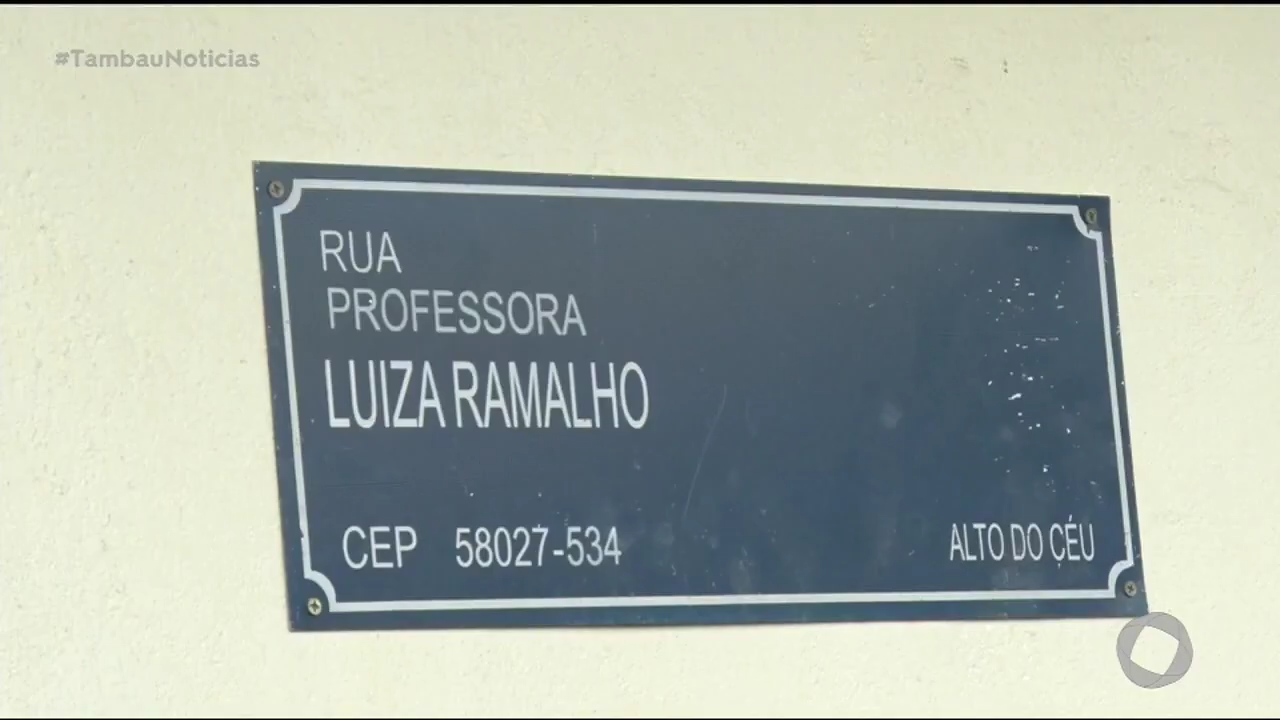 #TambauNoticias
RUA
PROFESSORA
LUIZA RAMALHO
CEP 58027-534
ALTO DO CÉU